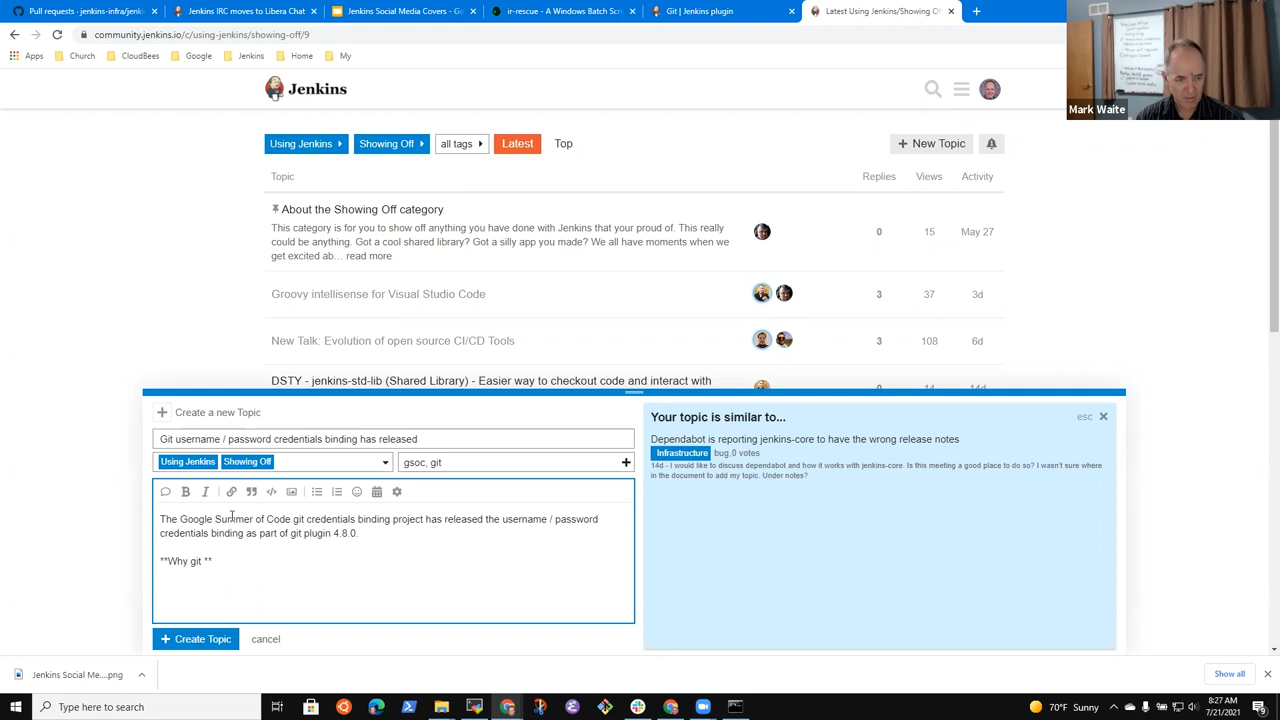 Pull requests · jenkins-infra/jenk
Jenkins IRC moves to Libera Chat
Jenkins Social Media Covers - Go
ir-rescue - A Windows Batch Scri
Git | Jenkins plugin
Latest Using Jenkins/Showing Off
community.jenkins.io/c/using-jenkins/showing-off/9
Apps
Church
CloudBees
Google
Jenkins
Home
My
Jenkins
Mark Waite
Using Jenkins
Showing Off
all tags
Latest
Top
+ New Topic
Topic
Replies
Views
Activity
About the Showing Off category
This category is for you to show off anything you have done with Jenkins that your proud of. This really
could be anything. Got a cool shared library? Got a silly app you made? We all have moments when we
get excited ab… read more
0
15
May 27
Groovy intellisense for Visual Studio Code
3
37
3d
New Talk: Evolution of open source CI/CD Tools
3
108
6d
DSTY - jenkins-std-lib (Shared Library) - Easier way to checkout code and interact with
0
14
14d
Create a new Topic
Git username / password credentials binding has released
Using Jenkins
Showing Off
gsoc, git
The Google Summer of Code git credentials binding project has released the username / password
credentials binding as part of git plugin 4.8.0.
**Why git **
+ Create Topic
cancel
Your topic is similar to...
esc
Dependabot is reporting jenkins-core to have the wrong release notes
Infrastructure
bug,0 votes
14d - I would like to discuss dependabot and how it works with jenkins-core. Is this meeting a good place to do so? I wasn't sure where
in the document to add my topic. Under notes?
Jenkins Social Me....png
Show all
Type here to search
70°F Sunny
8:27 AM
7/21/2021